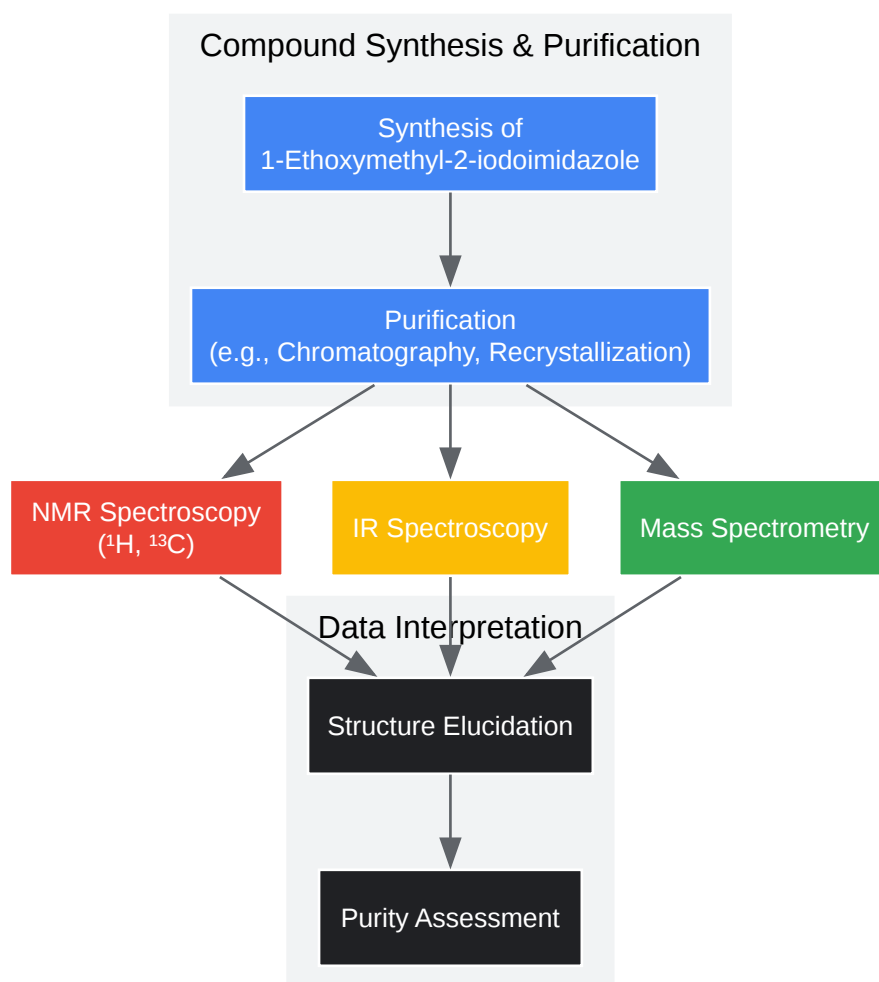 Compound Synthesis & Purification
Synthesis of
1-Ethoxymethyl-2-iodoimidazole
Purification
(e.g., Chromatography, Recrystallization)
NMR Spectroscopy
(¹H, ¹³C)
IR Spectroscopy
Mass Spectrometry
Data Interpretation
Structure Elucidation
Purity Assessment